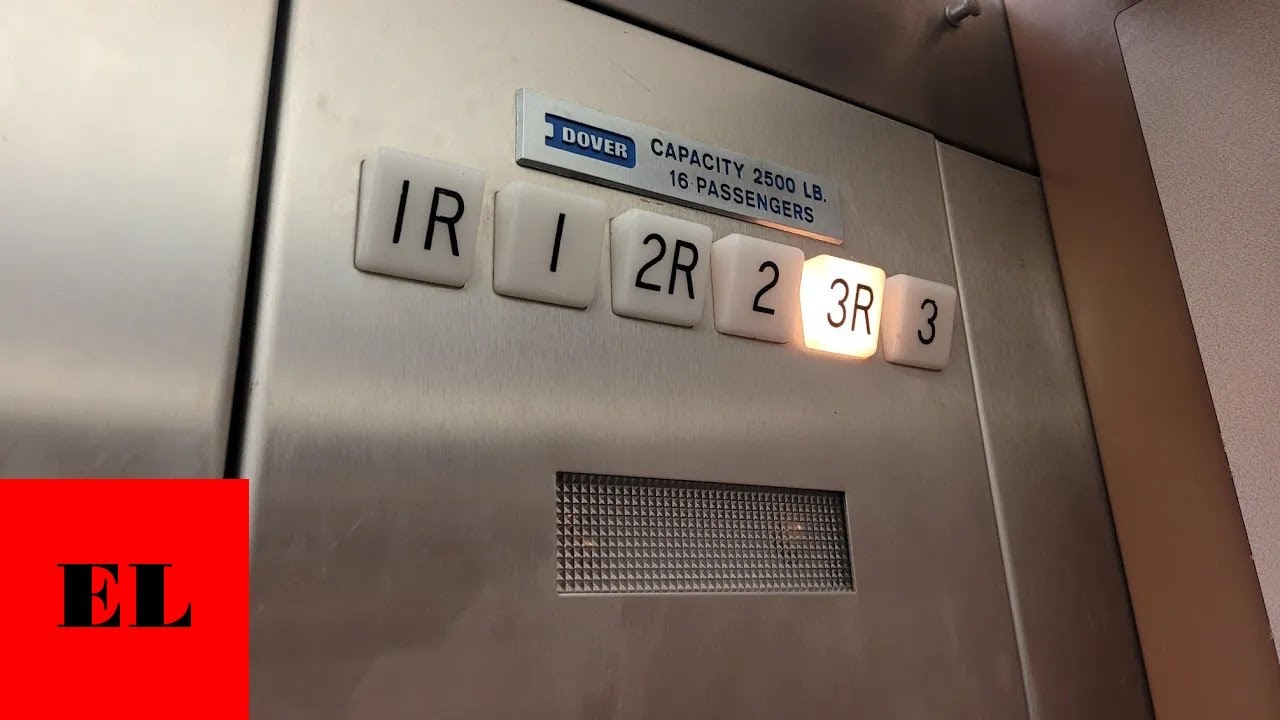 DOVER
CAPACITY 2500 LB.
16 PASSENGERS
1R 1 2R 2 3R 3
EL